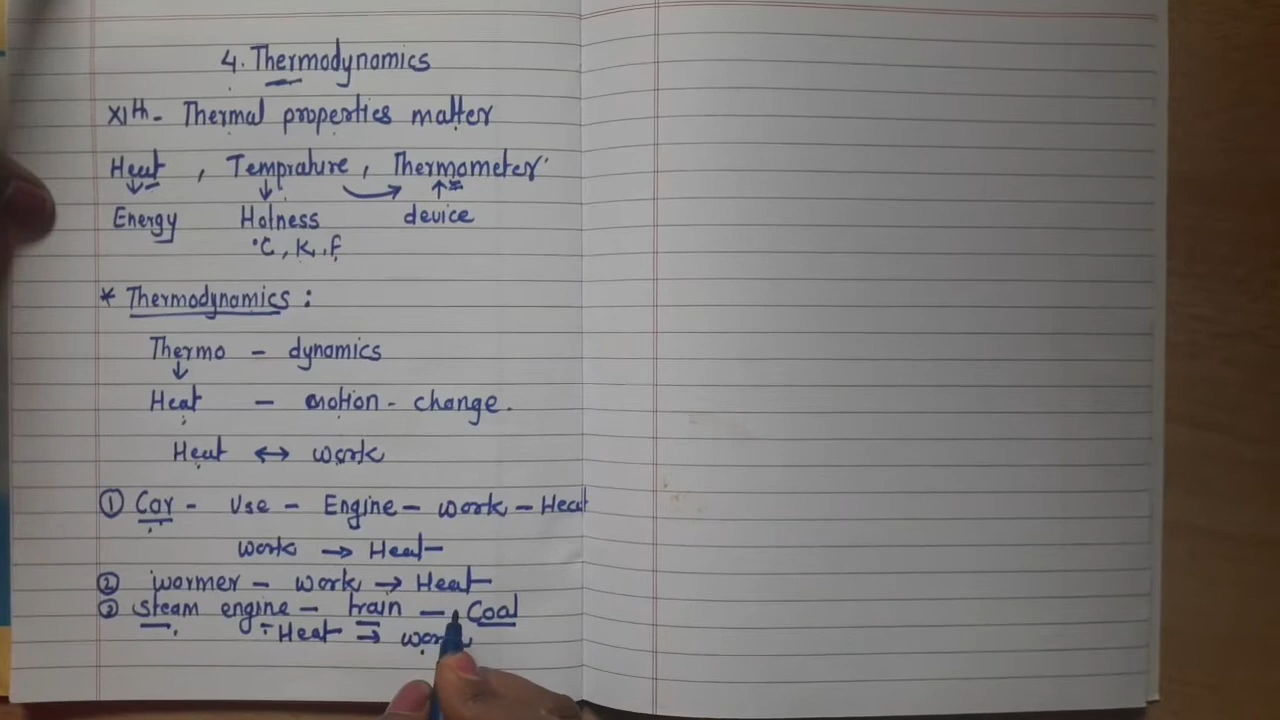 4. Thermodynamics
XIth - Thermal properties matter
Heat , Temprature , Thermometer
Energy Hotness device
°C, K, F
* Thermodynamics :
Thermo - dynamics
Heat - motion - change.
Heat ↔ work
① Car - Use - Engine - work - Heat
work → Heat
② wormer - work → Heat
③ steam engine - train - Coal
Heat → work